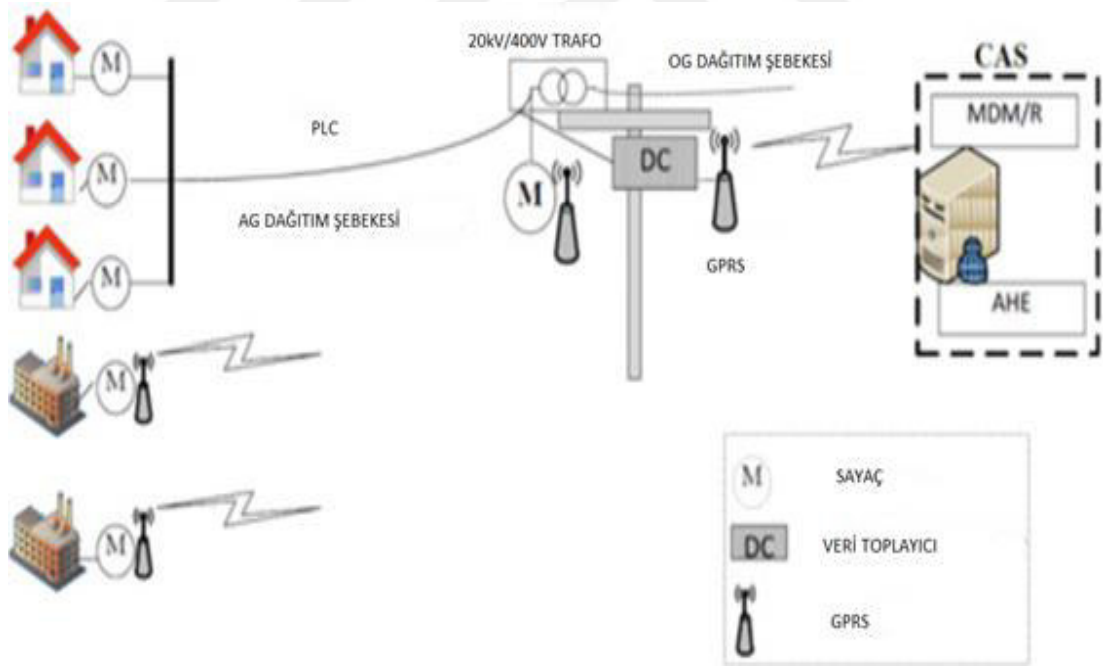 20kV/400V TRAFO
OG DAĞITIM ŞEBEKESİ
CAS
M
MDM/R
PLC
DC
M
M
AG DAĞITIM ŞEBEKESİ
GPRS
M
AHE
M
M
M SAYAÇ
DC VERİ TOPLAYICI
GPRS